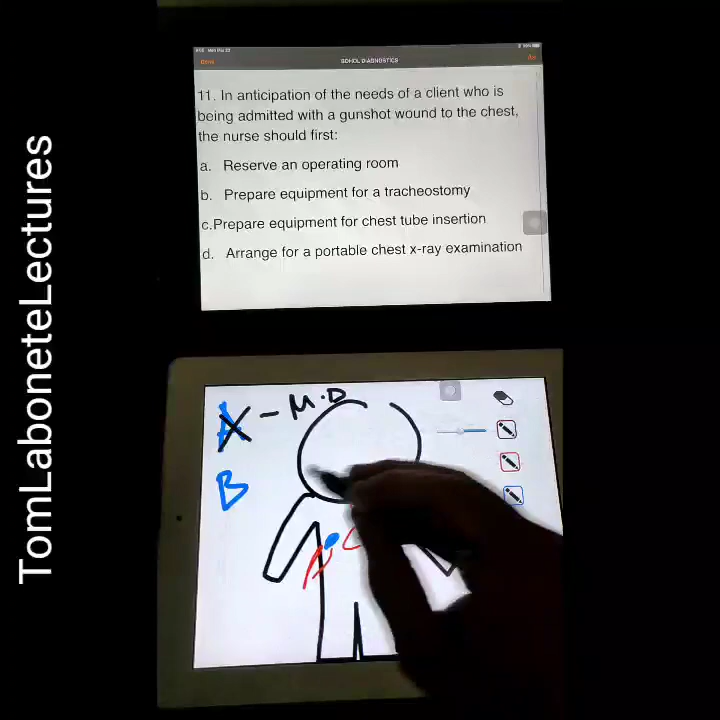 TomLaboneteLectures
Done
GOHOL DIAGNOSTICS
11. In anticipation of the needs of a client who is
being admitted with a gunshot wound to the chest,
the nurse should first:
a. Reserve an operating room
b. Prepare equipment for a tracheostomy
c.Prepare equipment for chest tube insertion
d. Arrange for a portable chest x-ray examination
A - M.D
B